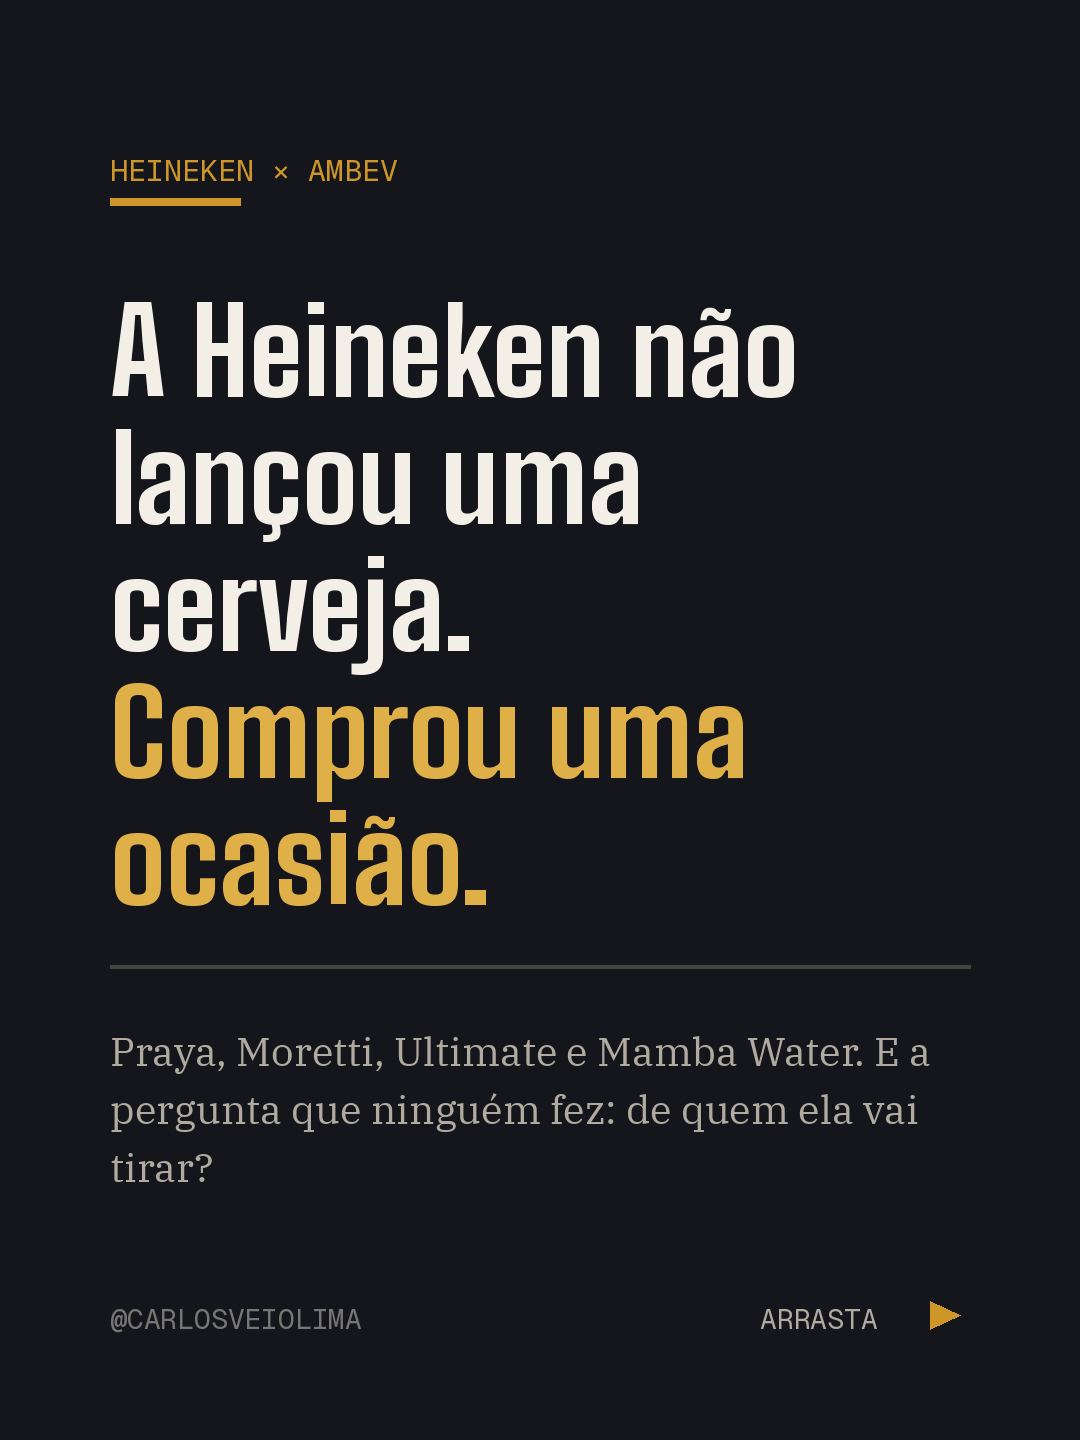 HEINEKEN × AMBEV
A Heineken não
lançou uma
cerveja.
Comprou uma
ocasião.
Praya, Moretti, Ultimate e Mamba Water. E a
pergunta que ninguém fez: de quem ela vai
tirar?
@CARLOSVEIOLIMA
ARRASTA